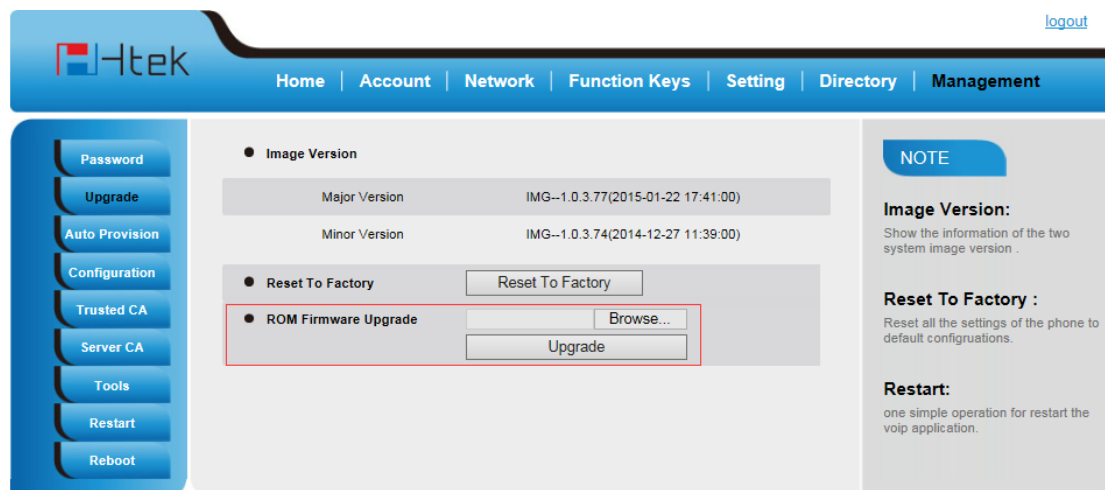 logout
Htek
Home | Account | Network | Function Keys | Setting | Directory | Management
Password
Upgrade
Auto Provision
Configuration
Trusted CA
Server CA
Tools
Restart
Reboot
Image Version
Major Version IMG--1.0.3.77(2015-01-22 17:41:00)
Minor Version IMG--1.0.3.74(2014-12-27 11:39:00)
Reset To Factory Reset To Factory
ROM Firmware Upgrade Browse...
Upgrade
NOTE
Image Version:
Show the information of the two
system image version .
Reset To Factory :
Reset all the settings of the phone to
default configruations.
Restart:
one simple operation for restart the
voip application.